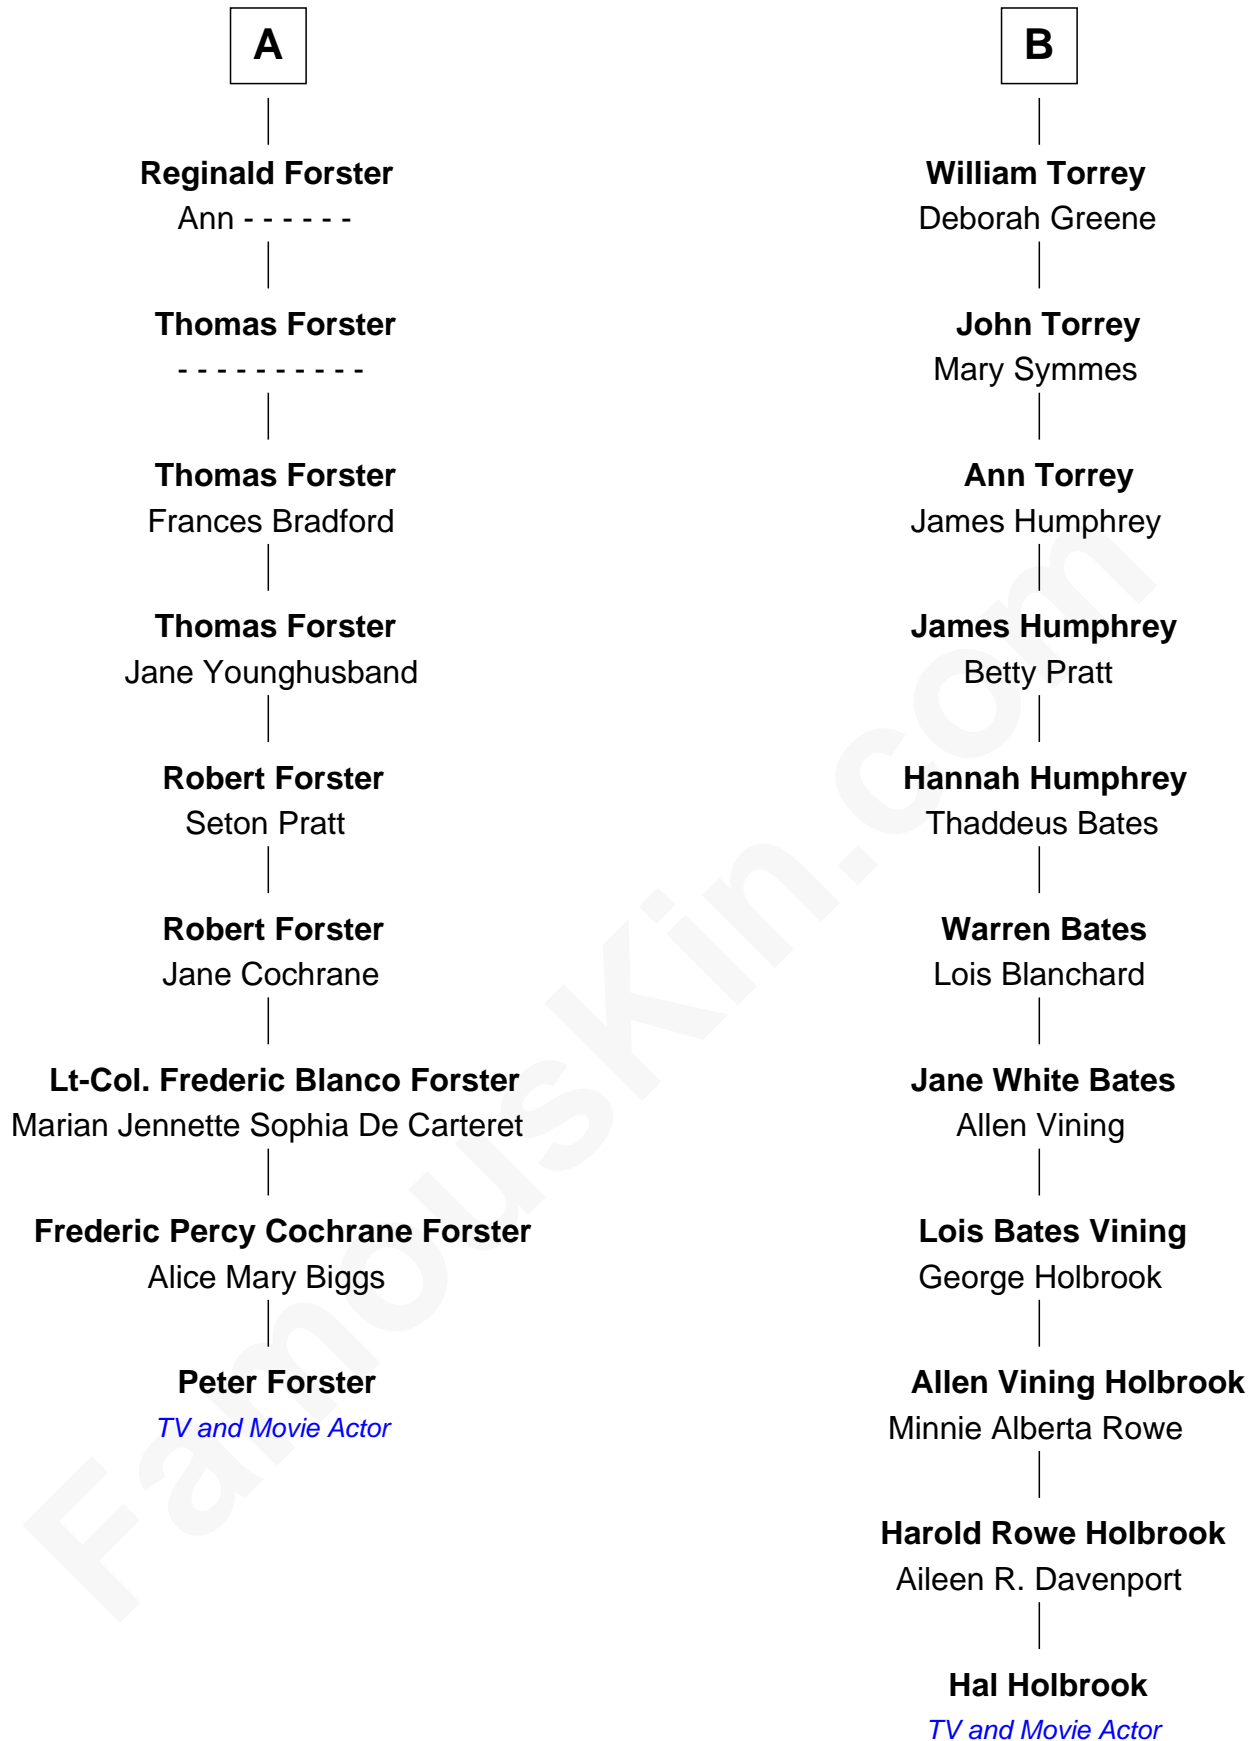 A
Reginald Forster
Ann - - - - - -
Thomas Forster
- - - - - - - - - -
Thomas Forster
Frances Bradford
Thomas Forster
Jane Younghusband
Robert Forster
Seton Pratt
Robert Forster
Jane Cochrane
Lt-Col. Frederic Blanco Forster
Marian Jennette Sophia De Carteret
Frederic Percy Cochrane Forster
Alice Mary Biggs
Peter Forster
TV and Movie Actor
B
William Torrey
Deborah Greene
John Torrey
Mary Symmes
Ann Torrey
James Humphrey
James Humphrey
Betty Pratt
Hannah Humphrey
Thaddeus Bates
Warren Bates
Lois Blanchard
Jane White Bates
Allen Vining
Lois Bates Vining
George Holbrook
Allen Vining Holbrook
Minnie Alberta Rowe
Harold Rowe Holbrook
Aileen R. Davenport
Hal Holbrook
TV and Movie Actor
FamousKin.com